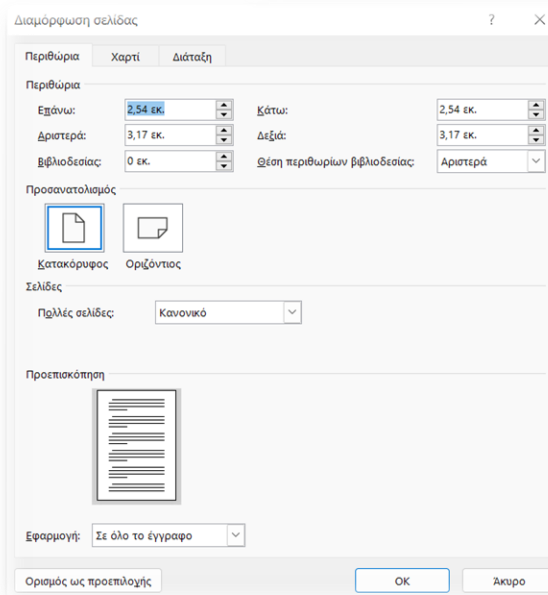 Διαμόρφωση σελίδας ? ×
Περιθώρια Χαρτί Διάταξη
Περιθώρια
Επάνω: 2,54 εκ. Κάτω: 2,54 εκ.
Αριστερά: 3,17 εκ. Δεξιά: 3,17 εκ.
Βιβλιοδεσίας: 0 εκ. Θέση περιθωρίων βιβλιοδεσίας: Αριστερά
Προσανατολισμός
Κατακόρυφος Οριζόντιος
Σελίδες
Πολλές σελίδες: Κανονικό
Προεπισκόπηση
Εφαρμογή: Σε όλο το έγγραφο
Ορισμός ως προεπιλογής OK Άκυρο